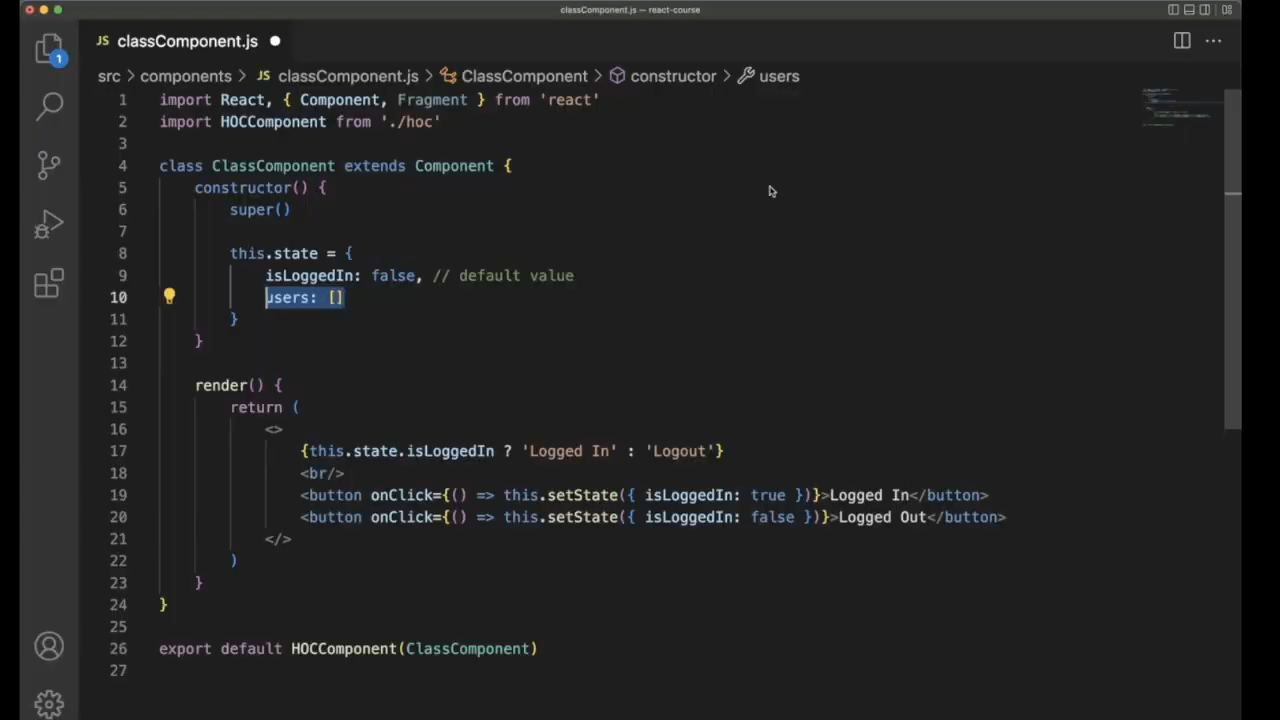 classComponent.js — react-course
JS classComponent.js
1
src > components > JS classComponent.js > ClassComponent > constructor > users
1 import React, { Component, Fragment } from 'react'
2 import HOCComponent from './hoc'
3
4 class ClassComponent extends Component {
5 constructor() {
6 super()
7
8 this.state = {
9 isLoggedIn: false, // default value
10 users: []
11 }
12 }
13
14 render() {
15 return (
16 <>
17 {this.state.isLoggedIn ? 'Logged In' : 'Logout'}
18 <br/>
19 <button onClick={() => this.setState({ isLoggedIn: true })}>Logged In</button>
20 <button onClick={() => this.setState({ isLoggedIn: false })}>Logged Out</button>
21 </>
22 )
23 }
24 }
25
26 export default HOCComponent(ClassComponent)
27